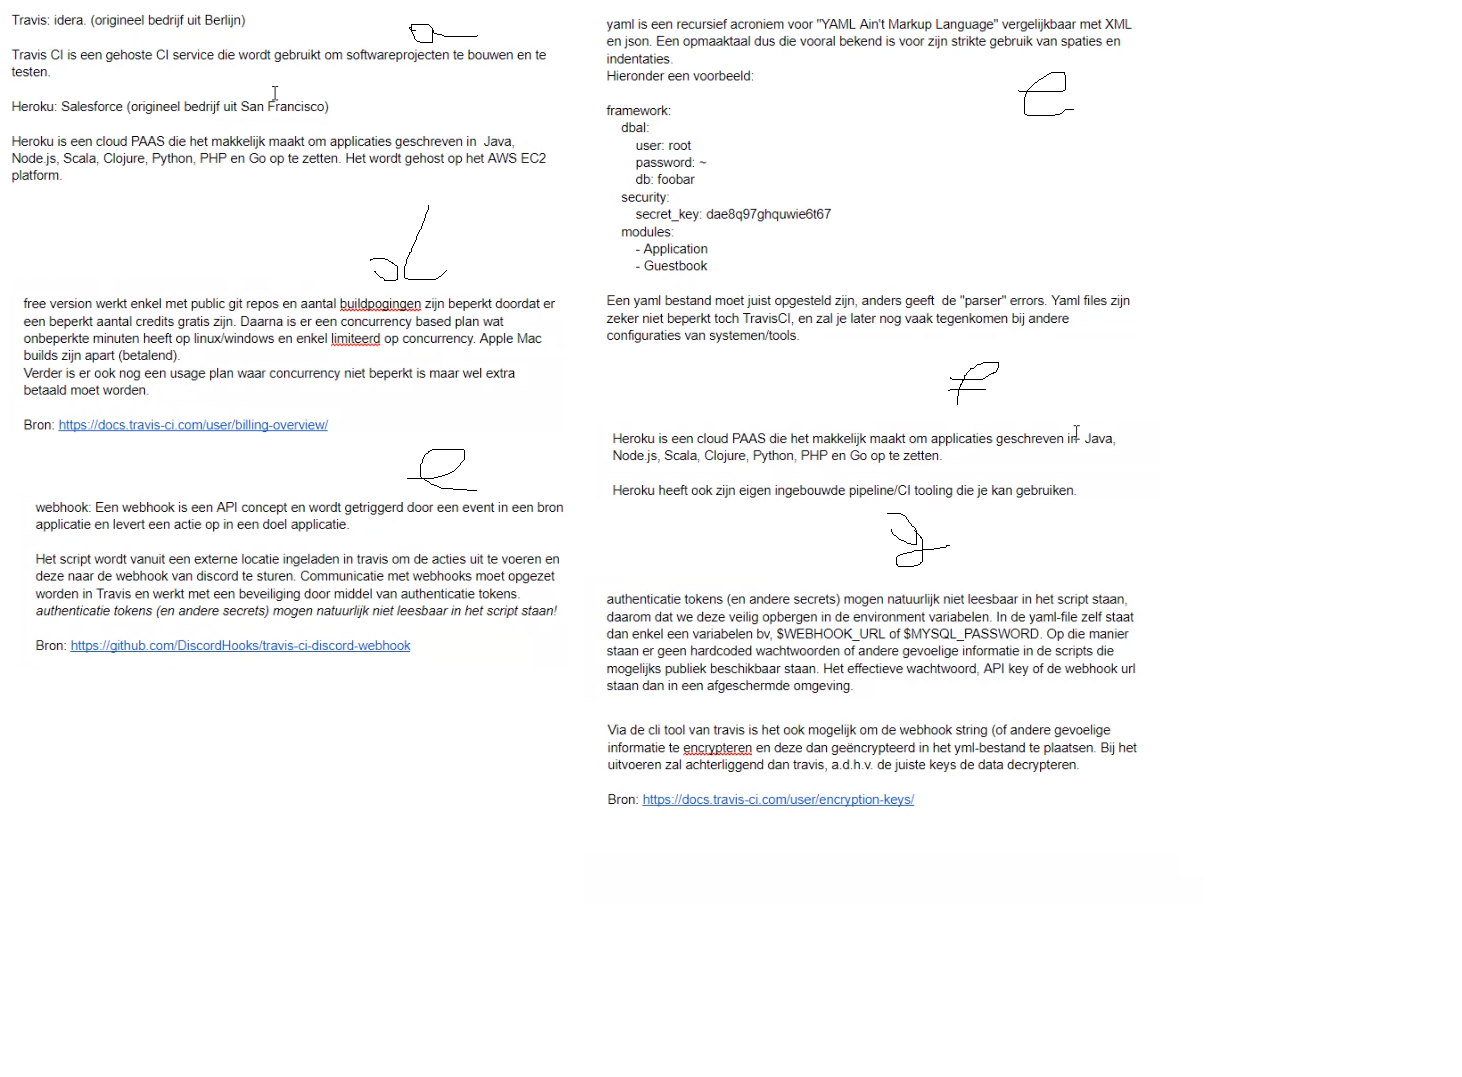 Travis: idera. (origineel bedrijf uit Berlijn)
a
Travis CI is een gehoste CI service die wordt gebruikt om softwareprojecten te bouwen en te
testen.
Heroku: Salesforce (origineel bedrijf uit San Francisco)
Heroku is een cloud PAAS die het makkelijk maakt om applicaties geschreven in Java,
Node.js, Scala, Clojure, Python, PHP en Go op te zetten. Het wordt gehost op het AWS EC2
platform.
d
free version werkt enkel met public git repos en aantal buildpogingen zijn beperkt doordat er
een beperkt aantal credits gratis zijn. Daarna is er een concurrency based plan wat
onbeperkte minuten heeft op linux/windows en enkel limiteerd op concurrency. Apple Mac
builds zijn apart (betalend).
Verder is er ook nog een usage plan waar concurrency niet beperkt is maar wel extra
betaald moet worden.
Bron: https://docs.travis-ci.com/user/billing-overview/
e
webhook: Een webhook is een API concept en wordt getriggerd door een event in een bron
applicatie en levert een actie op in een doel applicatie.
Het script wordt vanuit een externe locatie ingeladen in travis om de acties uit te voeren en
deze naar de webhook van discord te sturen. Communicatie met webhooks moet opgezet
worden in Travis en werkt met een beveiliging door middel van authenticatie tokens.
authenticatie tokens (en andere secrets) mogen natuurlijk niet leesbaar in het script staan!
Bron: https://github.com/DiscordHooks/travis-ci-discord-webhook
yaml is een recursief acroniem voor "YAML Ain't Markup Language" vergelijkbaar met XML
en json. Een opmaaktaal dus die vooral bekend is voor zijn strikte gebruik van spaties en
indentaties.
Hieronder een voorbeeld:
e
framework:
dbal:
user: root
password: ~
db: foobar
security:
secret_key: dae8q97ghquwie6t67
modules:
- Application
- Guestbook
Een yaml bestand moet juist opgesteld zijn, anders geeft de "parser" errors. Yaml files zijn
zeker niet beperkt toch TravisCI, en zal je later nog vaak tegenkomen bij andere
configuraties van systemen/tools.
f
Heroku is een cloud PAAS die het makkelijk maakt om applicaties geschreven in Java,
Node.js, Scala, Clojure, Python, PHP en Go op te zetten.
Heroku heeft ook zijn eigen ingebouwde pipeline/CI tooling die je kan gebruiken.
g
authenticatie tokens (en andere secrets) mogen natuurlijk niet leesbaar in het script staan,
daarom dat we deze veilig opbergen in de environment variabelen. In de yaml-file zelf staat
dan enkel een variabelen bv, $WEBHOOK_URL of $MYSQL_PASSWORD. Op die manier
staan er geen hardcoded wachtwoorden of andere gevoelige informatie in de scripts die
mogelijks publiek beschikbaar staan. Het effectieve wachtwoord, API key of de webhook url
staan dan in een afgeschermde omgeving.
Via de cli tool van travis is het ook mogelijk om de webhook string (of andere gevoelige
informatie te encrypteren en deze dan geëncrypteerd in het yml-bestand te plaatsen. Bij het
uitvoeren zal achterliggend dan travis, a.d.h.v. de juiste keys de data decrypteren.
Bron: https://docs.travis-ci.com/user/encryption-keys/